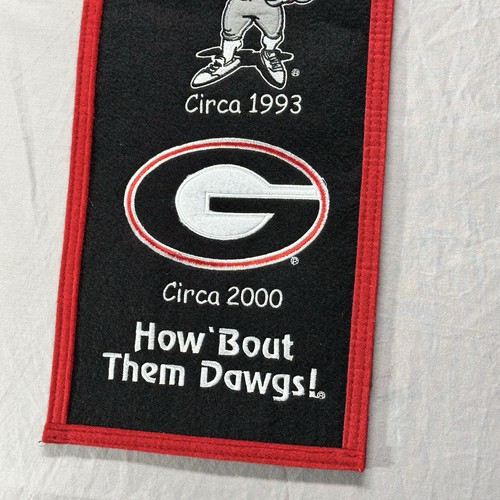 ®
Circa 1993
G
®
Circa 2000
How 'Bout
Them Dawgs!